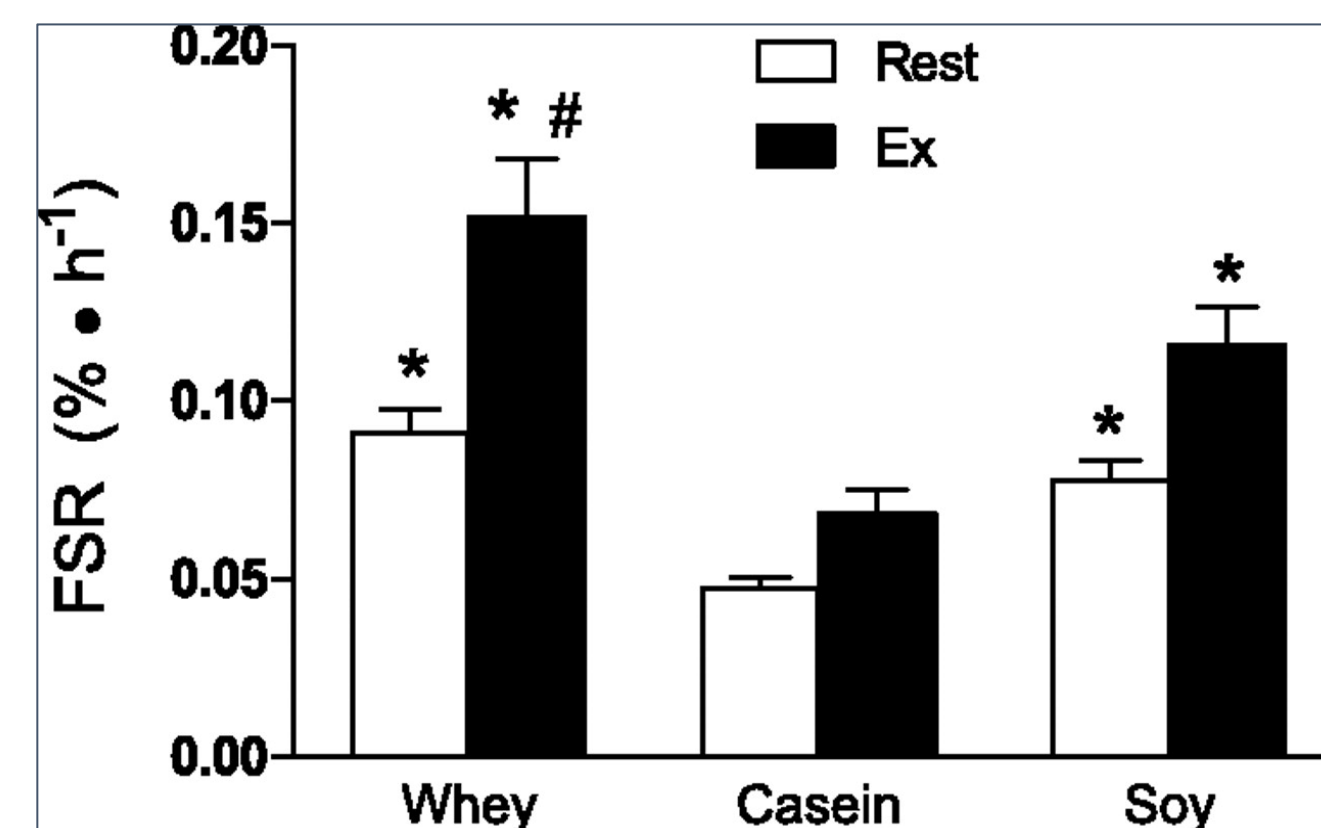 0.20
* #
Rest
Ex
0.15
*
*
0.10
*
0.05
0.00
FSR (% • h-1)
Whey
Casein
Soy